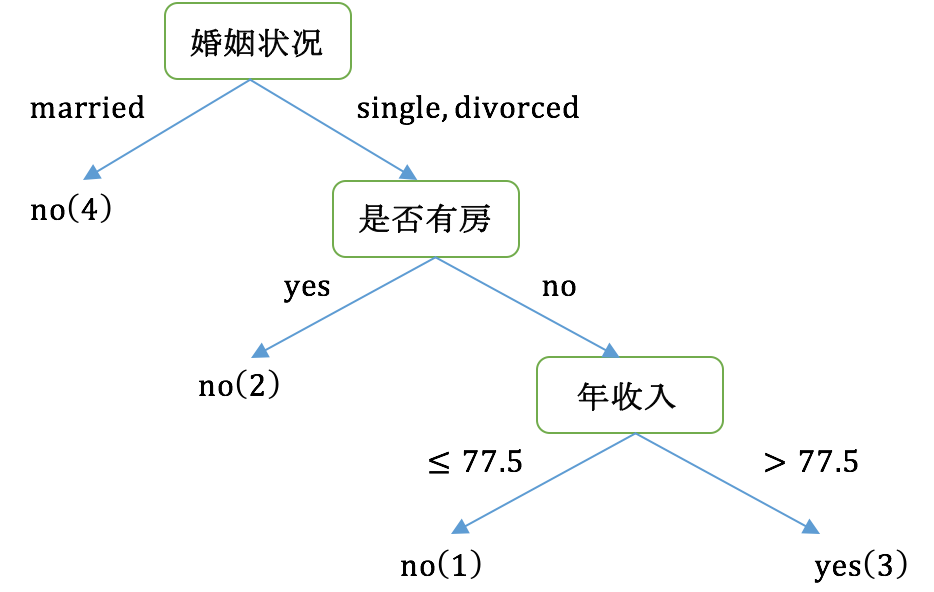 婚姻状况
married
single, divorced
no(4)
是否有房
yes
no
no(2)
年收入
≤ 77.5
> 77.5
no(1)
yes(3)